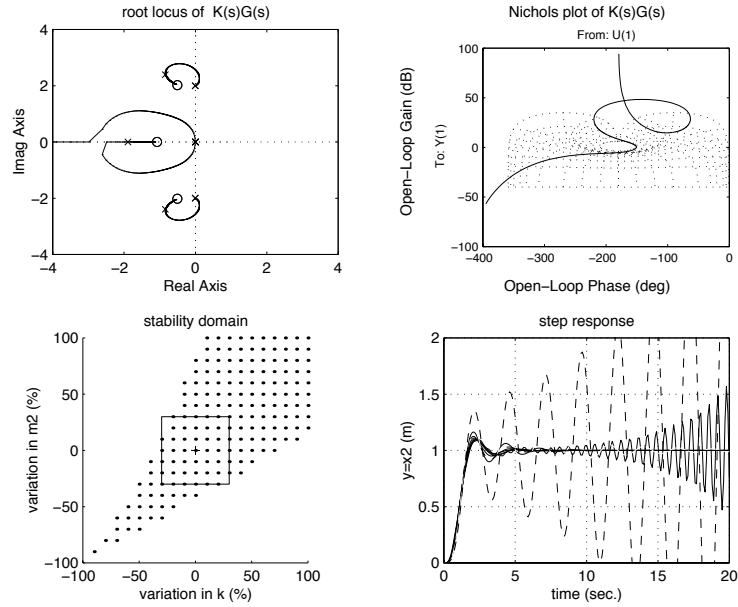 root locus of K(s)G(s)
4
2
0
−2
−4
−4
−2
0
2
4
Imag Axis
Real Axis
Nichols plot of K(s)G(s)
From: U(1)
100
50
0
−50
−100
−400
−300
−200
−100
0
Open−Loop Gain (dB)
To: Y(1)
Open−Loop Phase (deg)
stability domain
100
50
0
−50
−100
−100
−50
0
50
100
variation in m2 (%)
variation in k (%)
step response
2
1.5
1
0.5
0
0
5
10
15
20
y=x2 (m)
time (sec.)